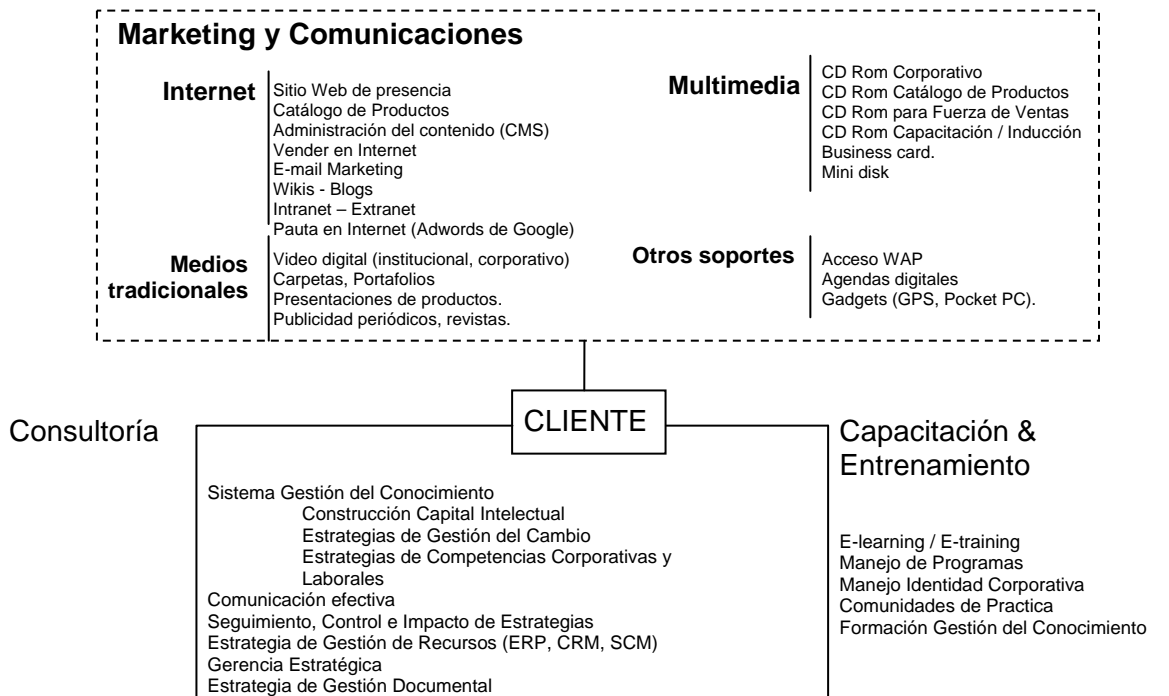 Marketing y Comunicaciones
Internet
Sitio Web de presencia
Catálogo de Productos
Administración del contenido (CMS)
Vender en Internet
E-mail Marketing
Wikis - Blogs
Intranet – Extranet
Pauta en Internet (Adwords de Google)
Multimedia
CD Rom Corporativo
CD Rom Catálogo de Productos
CD Rom para Fuerza de Ventas
CD Rom Capacitación / Inducción
Business card.
Mini disk
Medios
tradicionales
Video digital (institucional, corporativo)
Carpetas, Portafolios
Presentaciones de productos.
Publicidad periódicos, revistas.
Otros soportes
Acceso WAP
Agendas digitales
Gadgets (GPS, Pocket PC).
CLIENTE
Consultoría
Sistema Gestión del Conocimiento
Construcción Capital Intelectual
Estrategias de Gestión del Cambio
Estrategias de Competencias Corporativas y
Laborales
Comunicación efectiva
Seguimiento, Control e Impacto de Estrategias
Estrategia de Gestión de Recursos (ERP, CRM, SCM)
Gerencia Estratégica
Estrategia de Gestión Documental
Capacitación &
Entrenamiento
E-learning / E-training
Manejo de Programas
Manejo Identidad Corporativa
Comunidades de Practica
Formación Gestión del Conocimiento